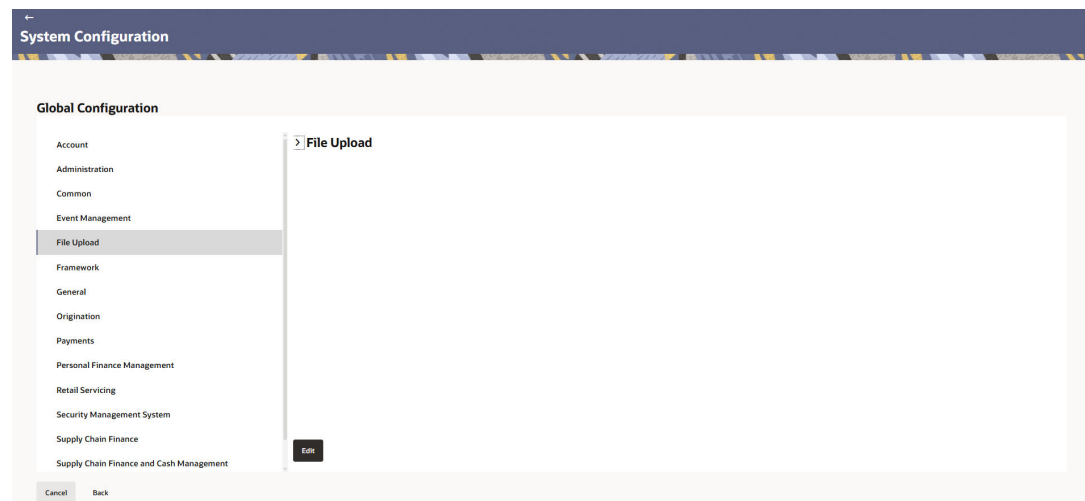 System Configuration
Global Configuration
Account
Administration
Common
Event Management
File Upload
Framework
General
Origination
Payments
Personal Finance Management
Retail Servicing
Security Management System
Supply Chain Finance
Supply Chain Finance and Cash Management
File Upload
Edit
Cancel
Back